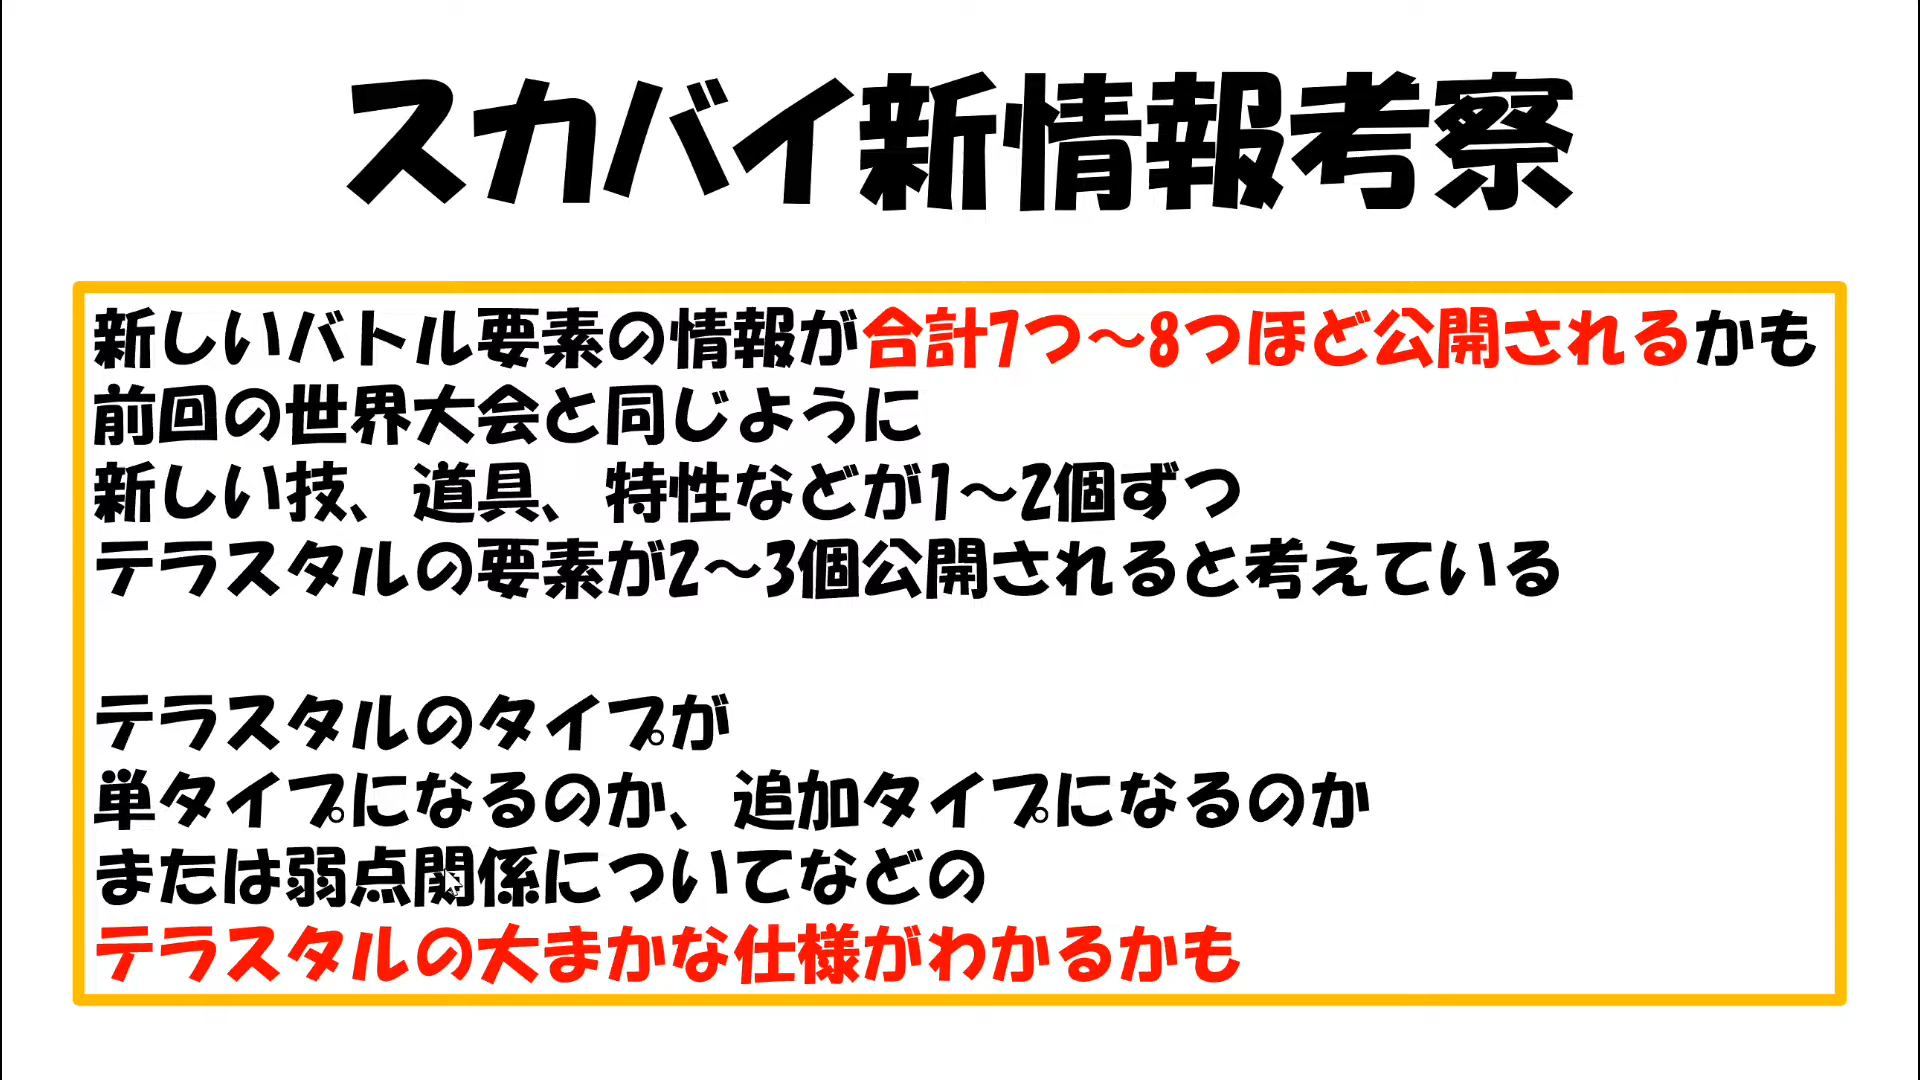 スカバイ新情報考察
新しいバトル要素の情報が合計7つ～8つほど公開されるかも
前回の世界大会と同じように
新しい技、道具、特性などが1～2個ずつ
テラスタルの要素が2～3個公開されると考えている
テラスタルのタイプが
単タイプになるのか、追加タイプになるのか
または弱点関係についてなどの
テラスタルの大まかな仕様がわかるかも